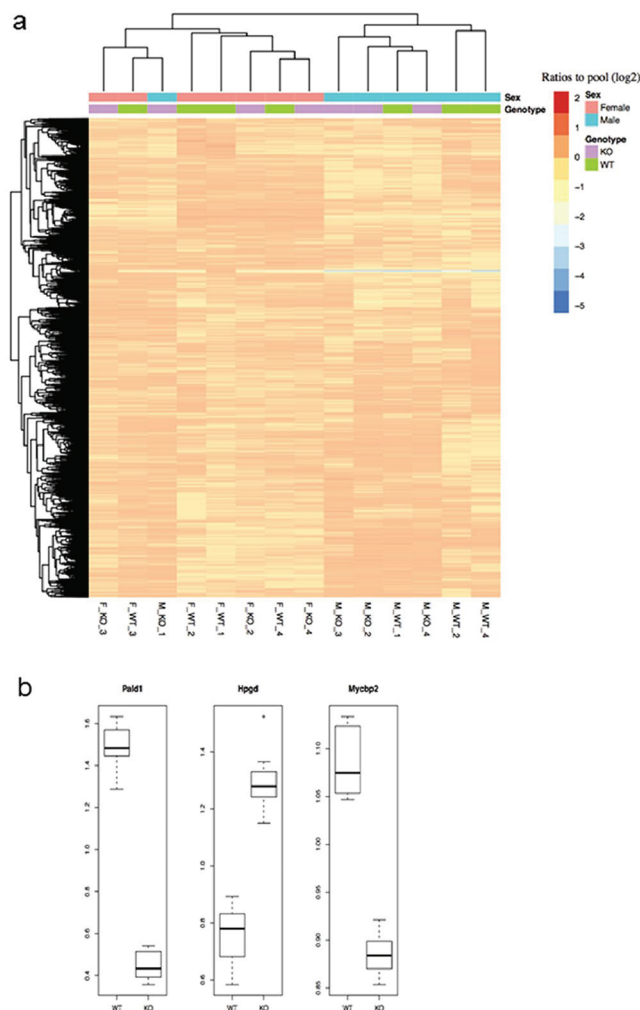 a
Ratios to pool (log2)
2
1
0
−1
−2
−3
−4
−5
Sex
Female
Male
Genotype
KO
WT
Sex
Genotype
F_KO_3
F_WT_3
M_KO_1
F_WT_2
F_WT_1
F_KO_2
F_WT_4
F_KO_4
M_KO_3
M_KO_2
M_WT_1
M_KO_4
M_WT_2
M_WT_4
b
Pald1
1.6
1.4
1.2
1.0
0.8
0.6
0.4
WT KO
Hpgd
1.4
1.2
1.0
0.8
0.6
WT KO
Mycbp2
1.10
1.05
1.00
0.95
0.90
0.85
WT KO